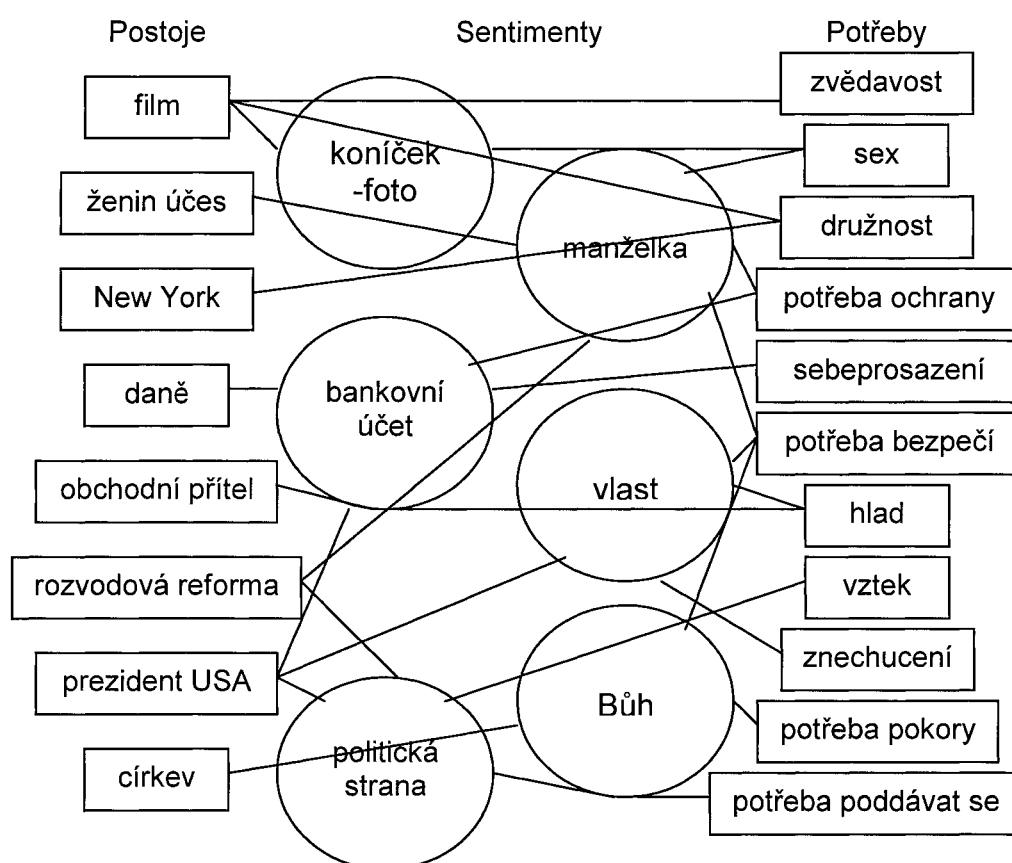 Postoje
Sentimenty
Potřeby
film
ženin účes
New York
daně
obchodní přítel
rozvodová reforma
prezident USA
církev
koníček
-foto
manželka
bankovní
účet
vlast
Bůh
politická
strana
zvědavost
sex
družnost
potřeba ochrany
sebeprosazení
potřeba bezpečí
hlad
vztek
znechucení
potřeba pokory
potřeba poddávat se